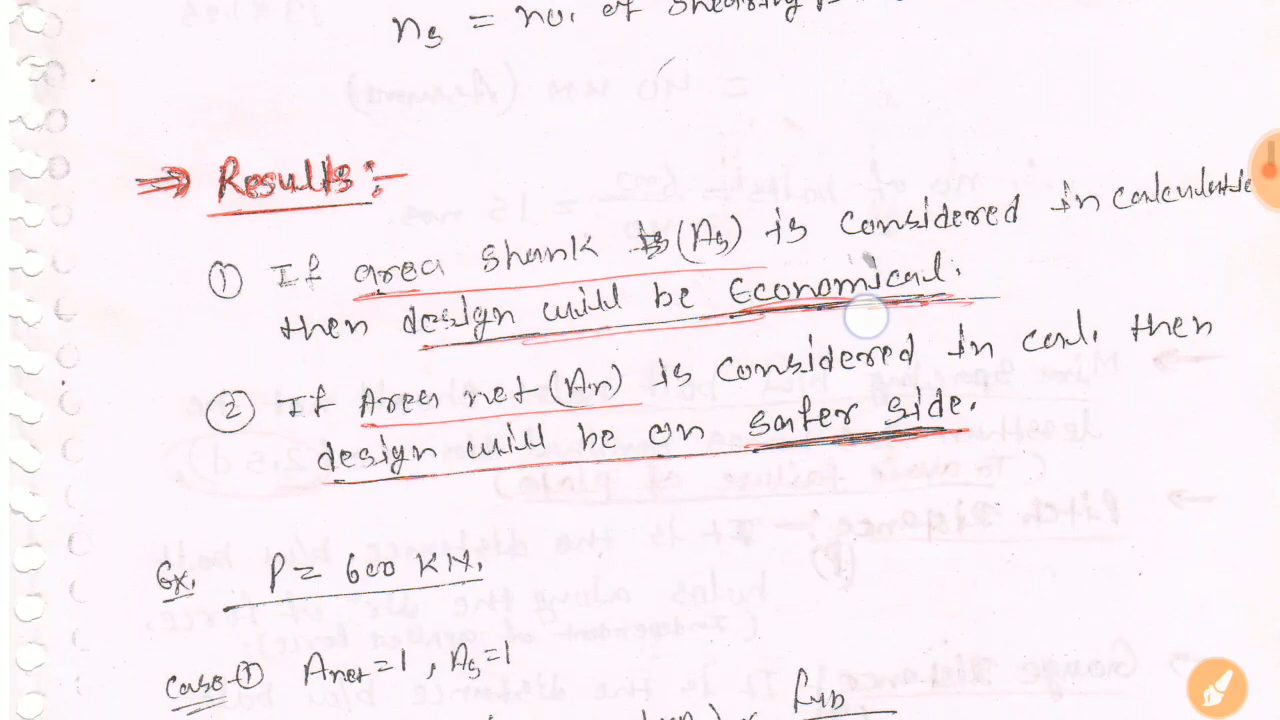 ns = no. of Shearing
⇒ Results :-
① If area shank (As) is considered in calculation
then design will be Economical.
② If Area net (An) is considered in cal. then
design will be on safer side.
Ex. P = 600 KN.
Case-① Anet = 1 , As = 1
fub